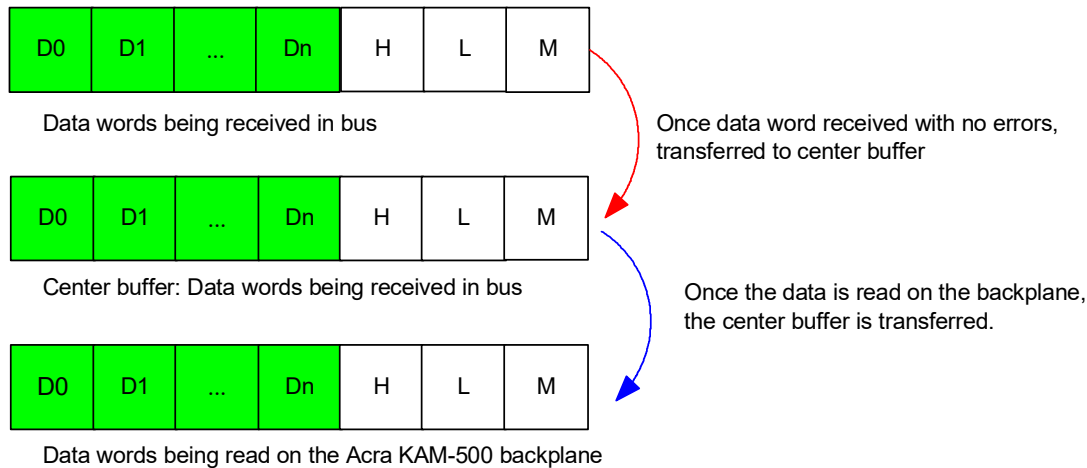 D0 D1 ... Dn H L M
Data words being received in bus
Once data word received with no errors,
transferred to center buffer
D0 D1 ... Dn H L M
Center buffer: Data words being received in bus
Once the data is read on the backplane,
the center buffer is transferred.
D0 D1 ... Dn H L M
Data words being read on the Acra KAM-500 backplane